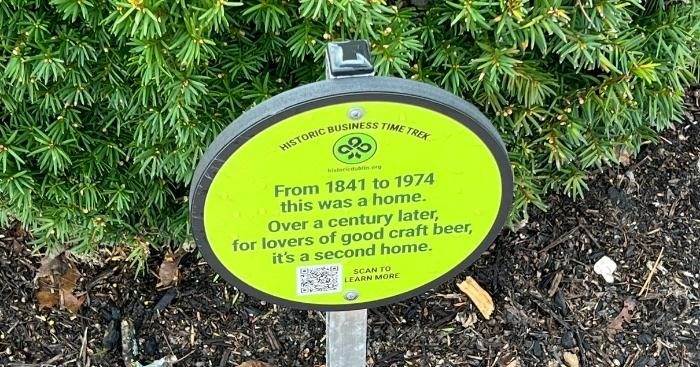 HISTORIC BUSINESS TIME TREK
historicdublin.org
From 1841 to 1974
this was a home.
Over a century later,
for lovers of good craft beer,
it's a second home.
SCAN TO
LEARN MORE